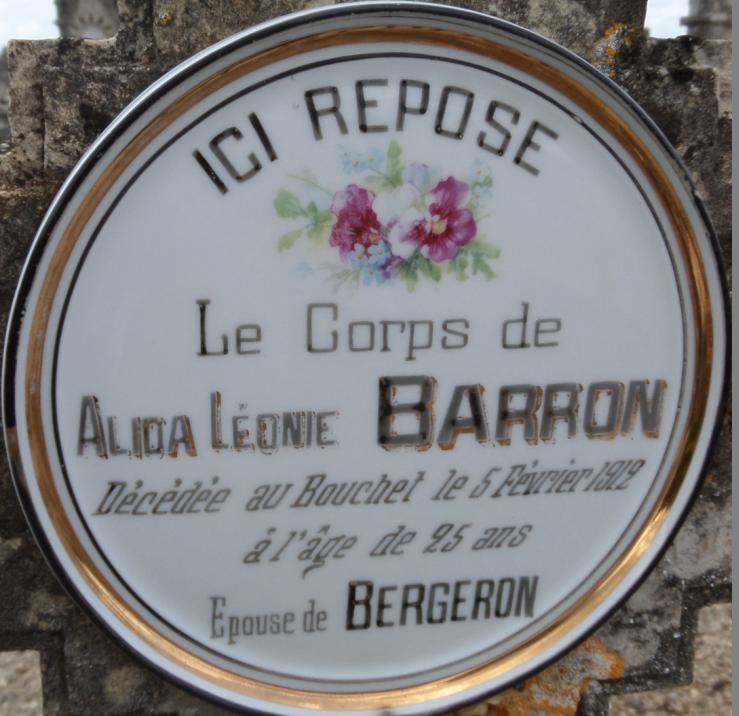 ICI REPOSE
Le Corps de
ALIDA LÉONIE BARRON
Décédée au Bouchet le 5 Février 1912
à l'âge de 25 ans
Epouse de BERGERON